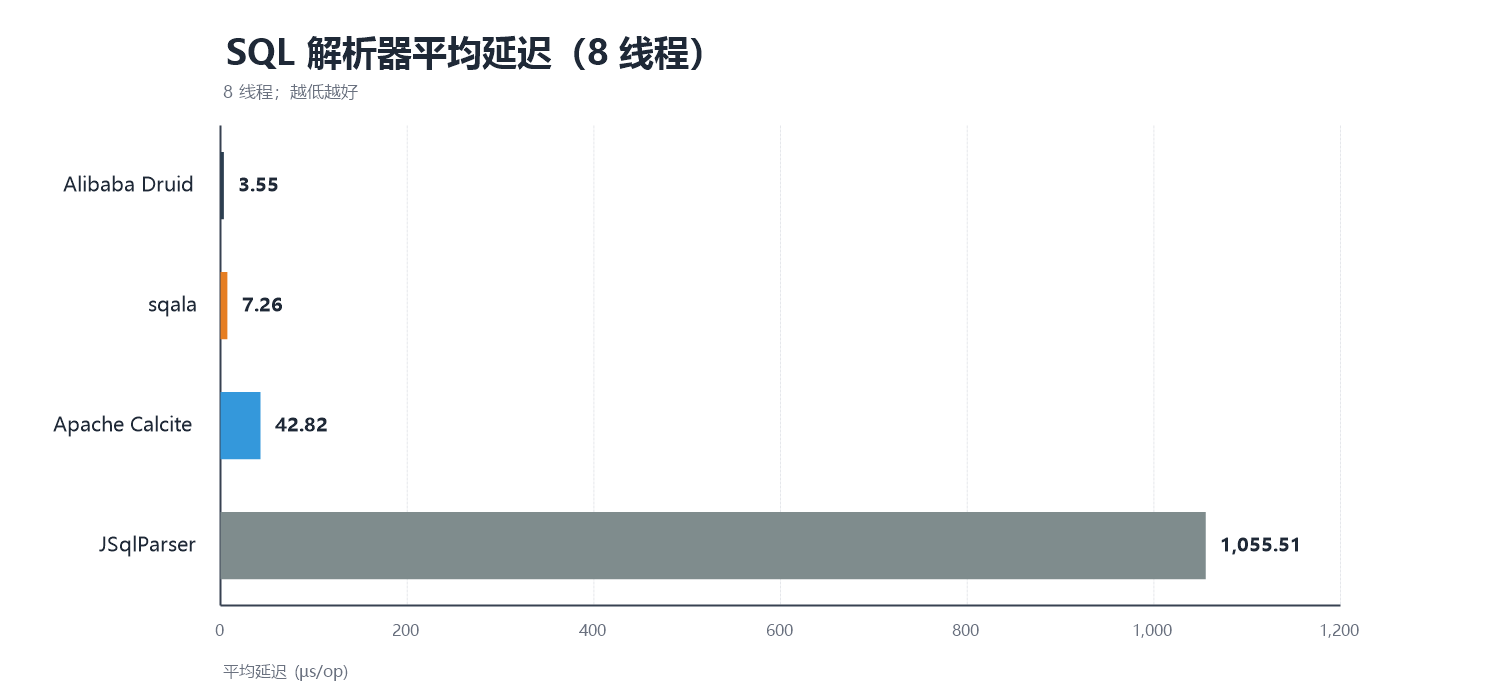 SQL 解析器平均延迟（8 线程）
8 线程；越低越好
Alibaba Druid 3.55
sqala 7.26
Apache Calcite 42.82
JSqlParser 1,055.51
0 200 400 600 800 1,000 1,200
平均延迟 (µs/op)